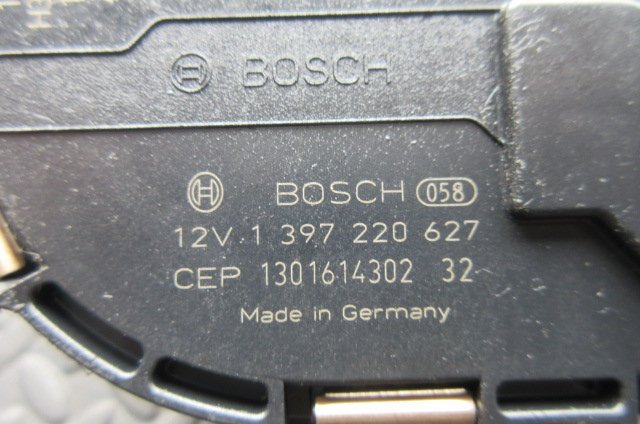 BOSCH
BOSCH 058
12V 1 397 220 627
CEP 1301614302 32
Made in Germany